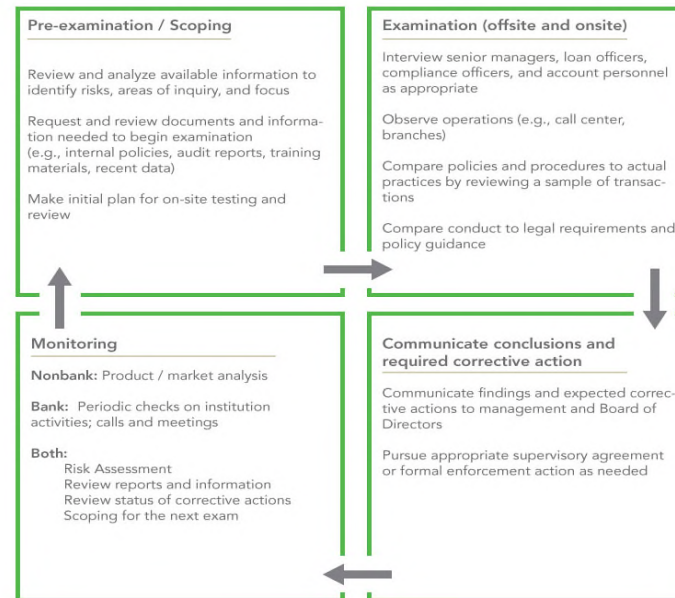 Pre-examination / Scoping
Review and analyze available information to
identify risks, areas of inquiry, and focus
Request and review documents and informa-
tion needed to begin examination
(e.g., internal policies, audit reports, training
materials, recent data)
Make initial plan for on-site testing and
review
Examination (offsite and onsite)
Interview senior managers, loan officers,
compliance officers, and account personnel
as appropriate
Observe operations (e.g., call center,
branches)
Compare policies and procedures to actual
practices by reviewing a sample of transac-
tions
Compare conduct to legal requirements and
policy guidance
Monitoring
Nonbank: Product / market analysis
Bank: Periodic checks on institution
activities; calls and meetings
Both:
Risk Assessment
Review reports and information
Review status of corrective actions
Scoping for the next exam
Communicate conclusions and
required corrective action
Communicate findings and expected correc-
tive actions to management and Board of
Directors
Pursue appropriate supervisory agreement
or formal enforcement action as needed